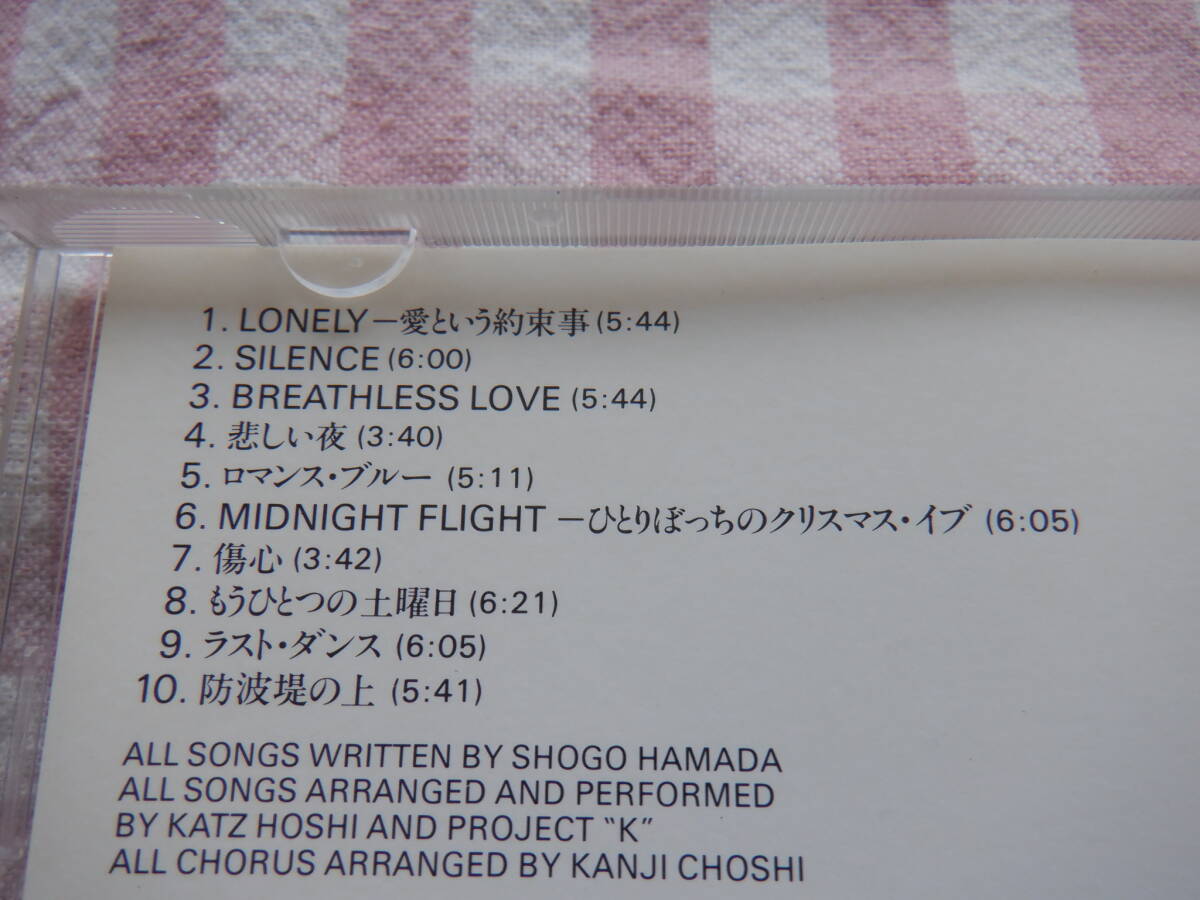 1. LONELY－愛という約束事 (5:44)
2. SILENCE (6:00)
3. BREATHLESS LOVE (5:44)
4. 悲しい夜 (3:40)
5. ロマンス・ブルー (5:11)
6. MIDNIGHT FLIGHT －ひとりぼっちのクリスマス・イブ (6:05)
7. 傷心 (3:42)
8. もうひとつの土曜日 (6:21)
9. ラスト・ダンス (6:05)
10. 防波堤の上 (5:41)
ALL SONGS WRITTEN BY SHOGO HAMADA
ALL SONGS ARRANGED AND PERFORMED
BY KATZ HOSHI AND PROJECT "K"
ALL CHORUS ARRANGED BY KANJI CHOSHI